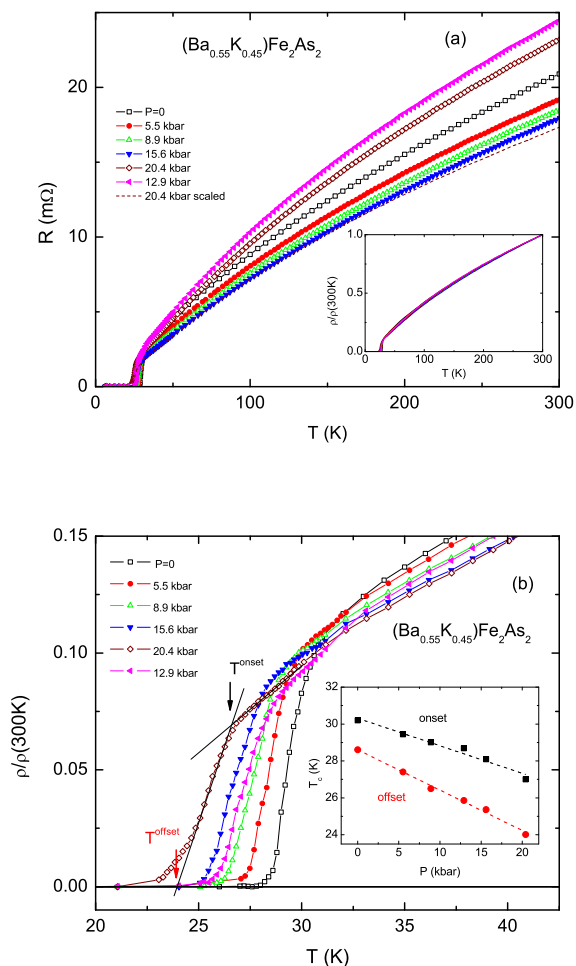 (Ba0.55K0.45)Fe2As2
(a)
P=0
5.5 kbar
8.9 kbar
15.6 kbar
20.4 kbar
12.9 kbar
20.4 kbar scaled
R (mΩ)
20
10
0
0
50
100
150
200
250
300
T (K)
ρ/ρ(300K)
1.0
0.5
0.0
0
100
200
300
T (K)
(b)
P=0
5.5 kbar
8.9 kbar
15.6 kbar
20.4 kbar
12.9 kbar
(Ba0.55K0.45)Fe2As2
Tonset
Toffset
ρ/ρ(300K)
0.15
0.10
0.05
0.00
20
25
30
35
40
T (K)
onset
offset
Tc (K)
32
30
28
26
24
0
5
10
15
20
P (kbar)